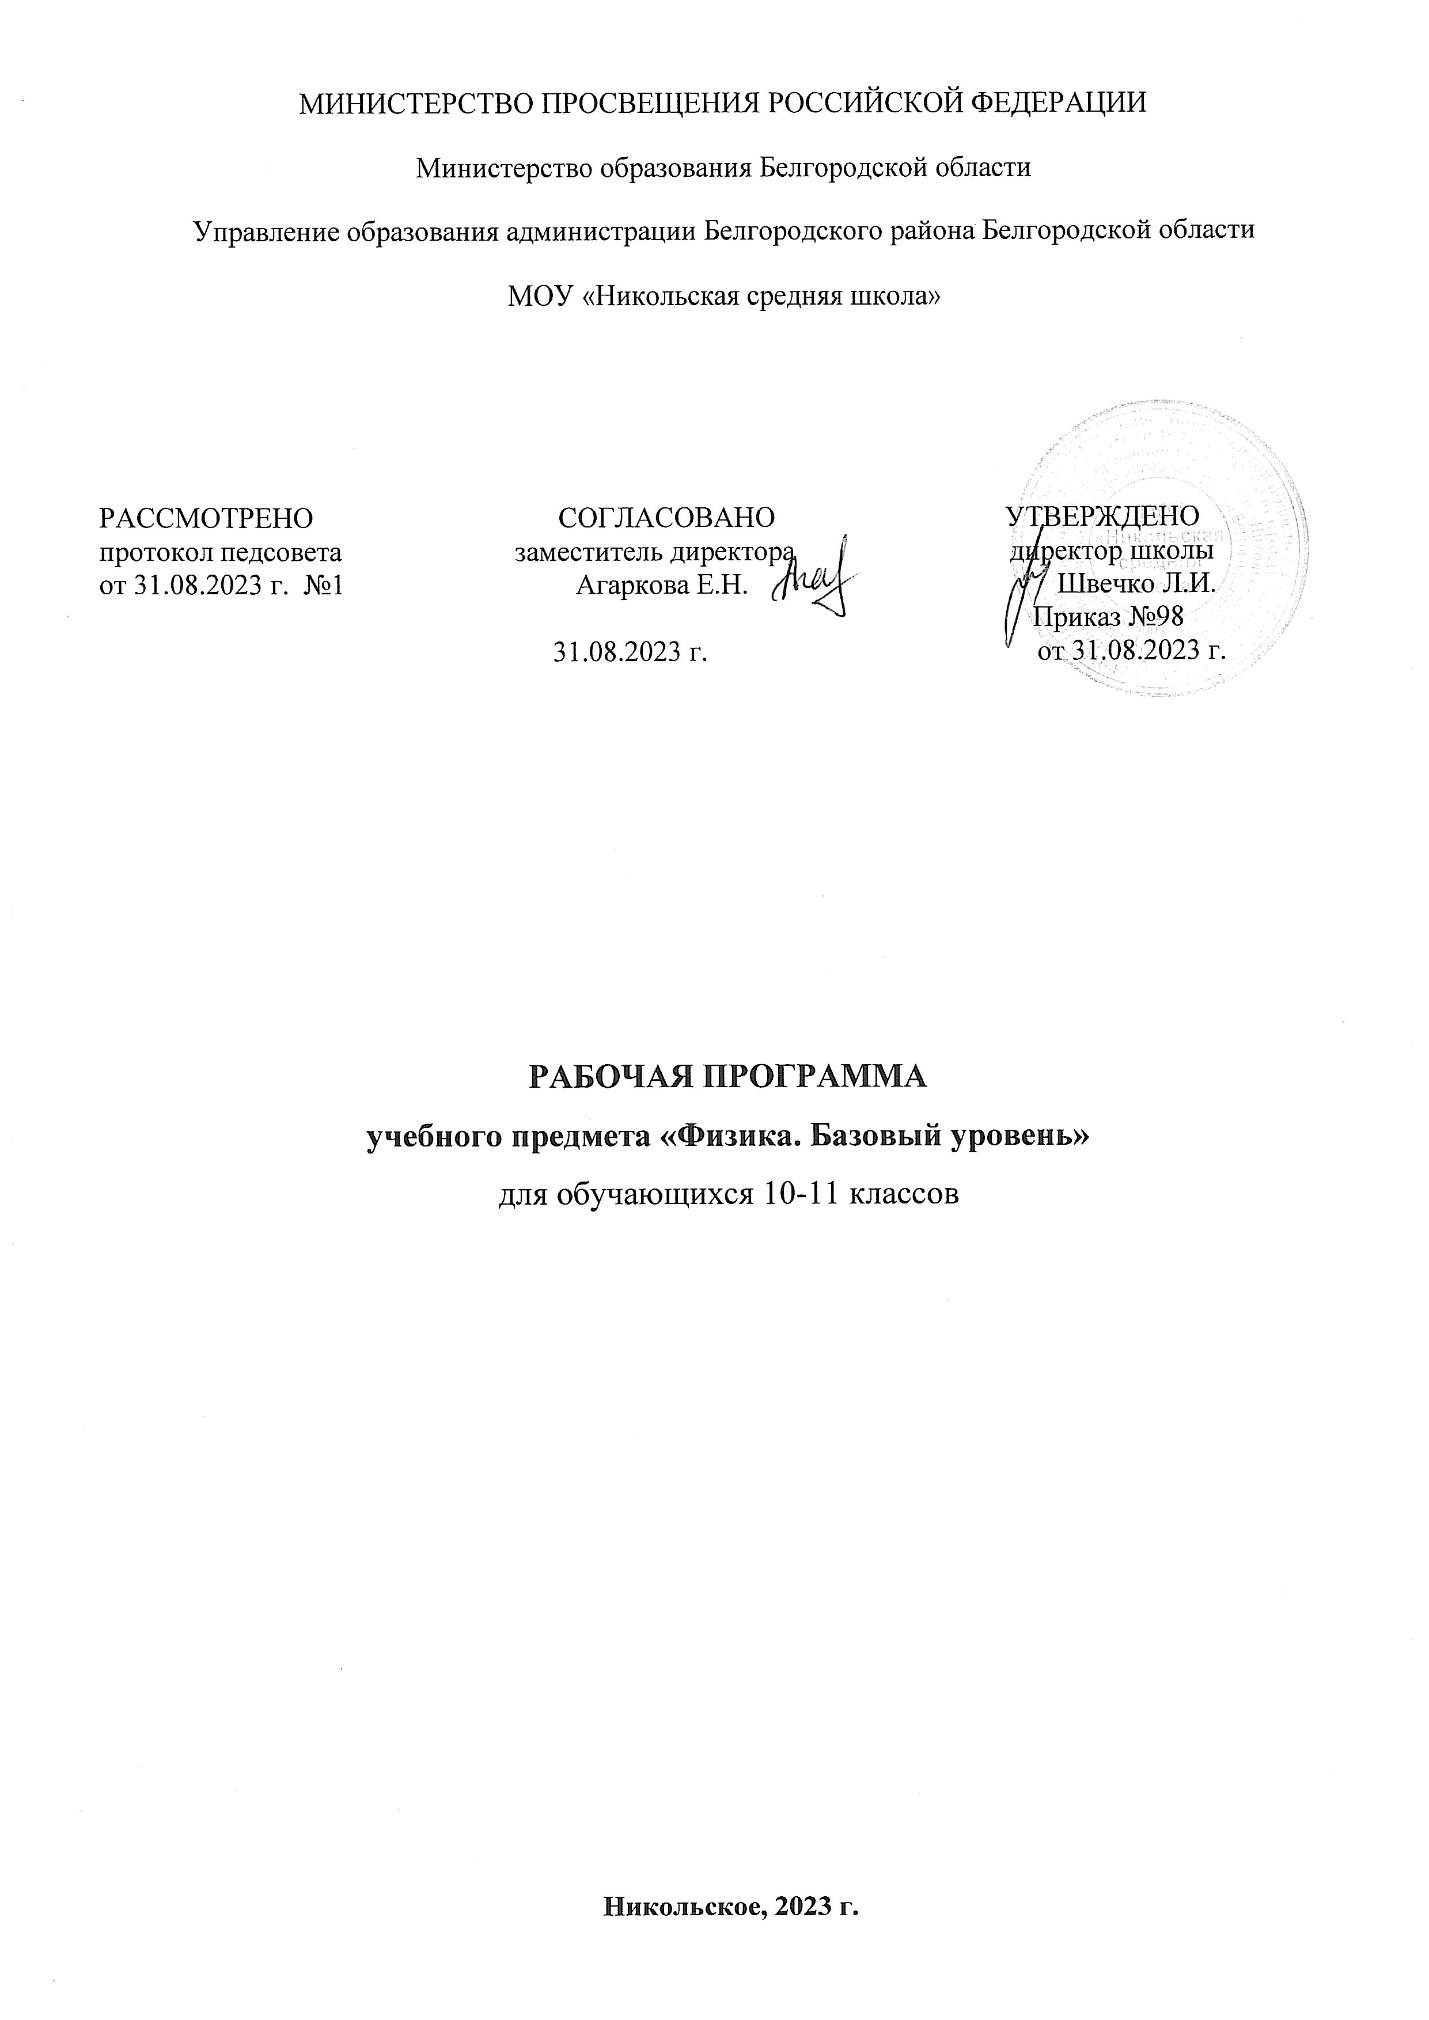 МИНИСТЕРСТВО ПРОСВЕЩЕНИЯ РОССИЙСКОЙ ФЕДЕРАЦИИ
Министерство образования Белгородской области
Управление образования администрации Белгородского района Белгородской области
МОУ «Никольская средняя школа»
РАССМОТРЕНО
протокол педсовета
от 31.08.2023 г. №1
СОГЛАСОВАНО
заместитель директора
Агаркова Е.Н.
31.08.2023 г.
УТВЕРЖДЕНО
директор школы
Швечко Л.И.
Приказ №98
от 31.08.2023 г.
«Никольская
средняя
РАБОЧАЯ ПРОГРАММА
учебного предмета «Физика. Базовый уровень»
для обучающихся 10-11 классов
Никольское, 2023 г.